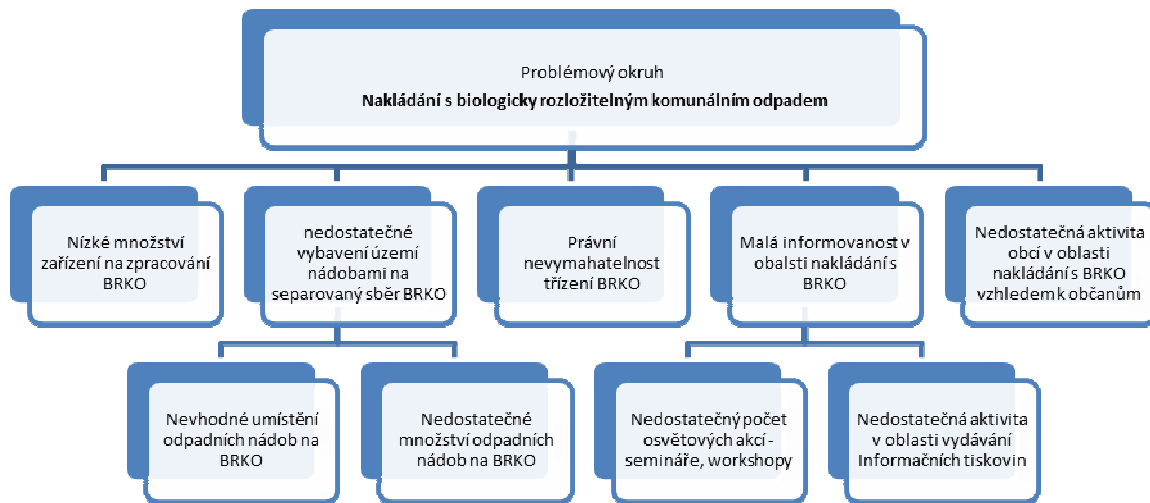 Problémový okruh
Nakládání s biologicky rozložitelným komunálním odpadem
Nízké množství
zařízení na zpracování
BRKO
nedostatečné
vybavení území
nádobami na
separovaný sběr BRKO
Právní
nevymahatelnost
třízení BRKO
Malá informovanost v
obalsti nakládání s
BRKO
Nedostatečná aktivita
obcí v oblasti
nakládání s BRKO
vzhledem k občanům
Nevhodné umístění
odpadních nádob na
BRKO
Nedostatečné
množství odpadních
nádob na BRKO
Nedostatečný počet
osvětových akcí -
semináře, workshopy
Nedostatečná aktivita
v oblasti vydávání
Informačních tiskovin